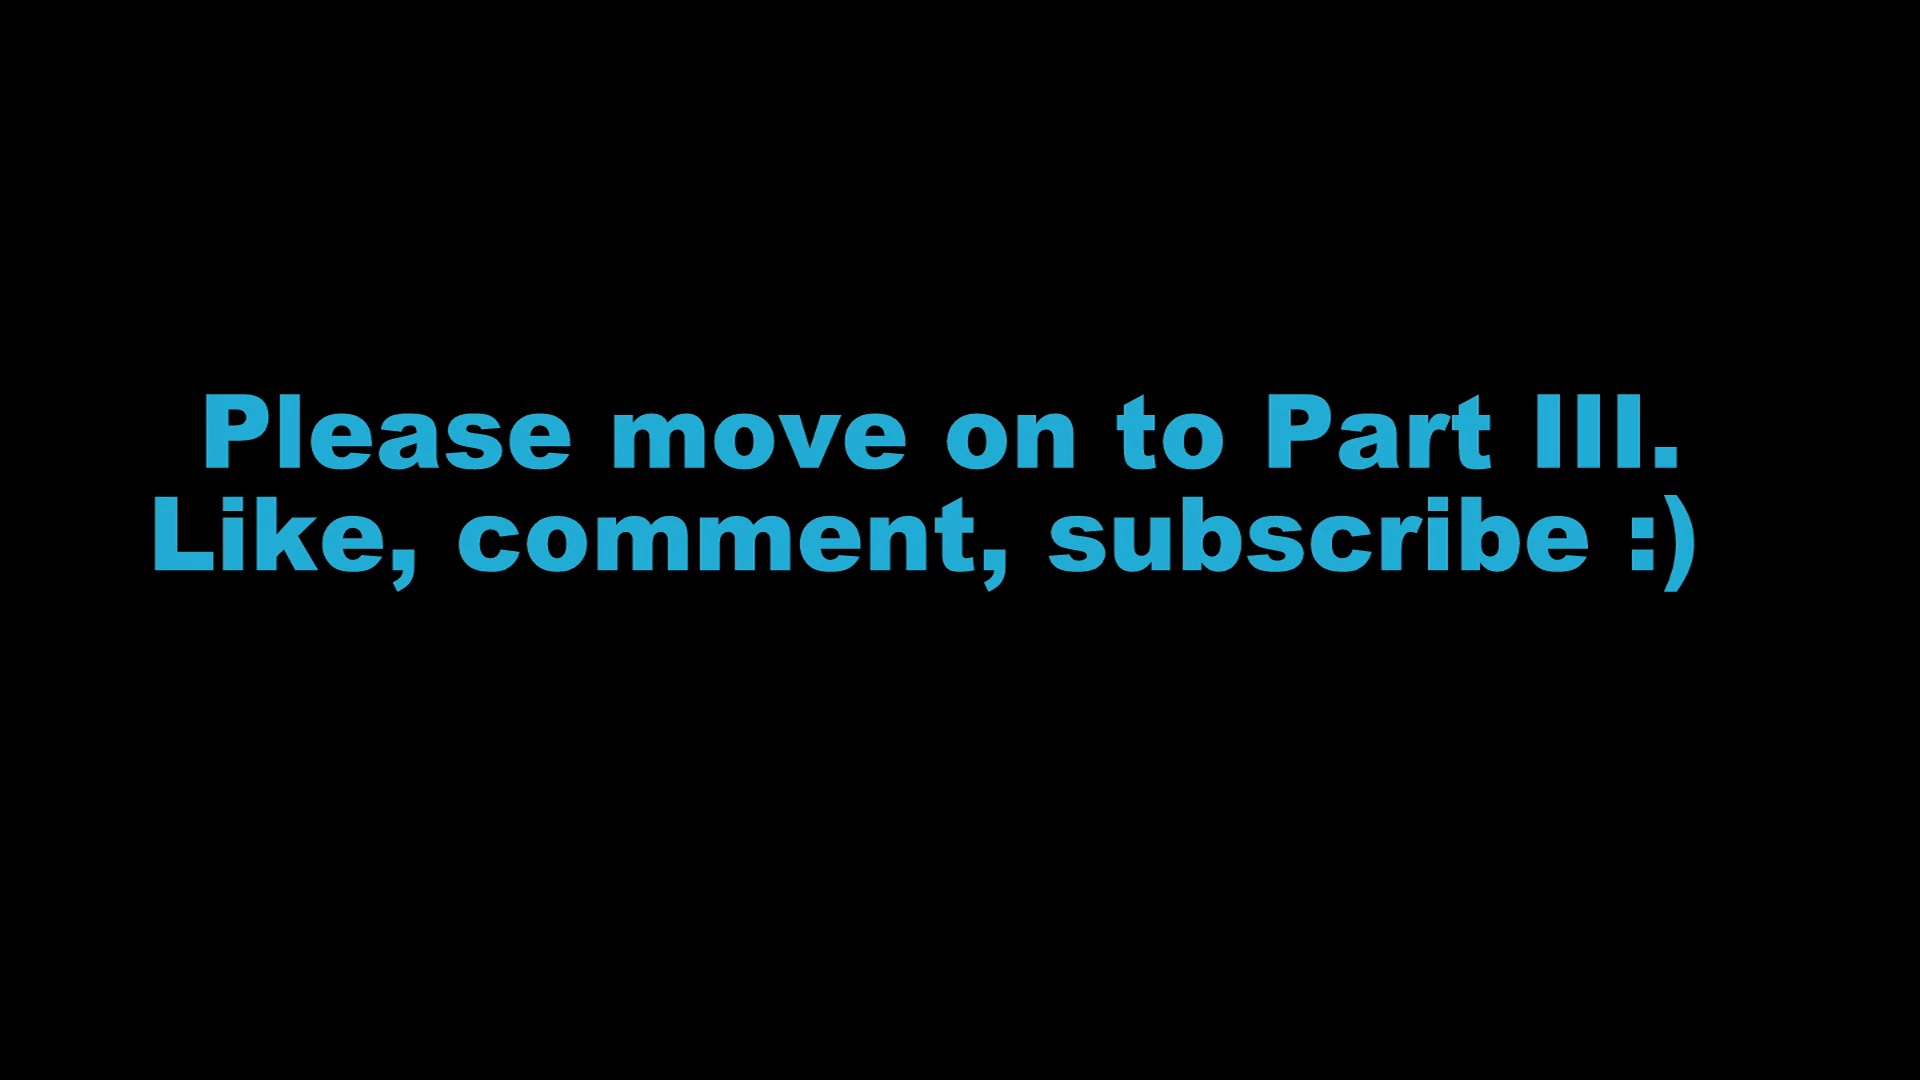 Please move on to Part III.
Like, comment, subscribe :)